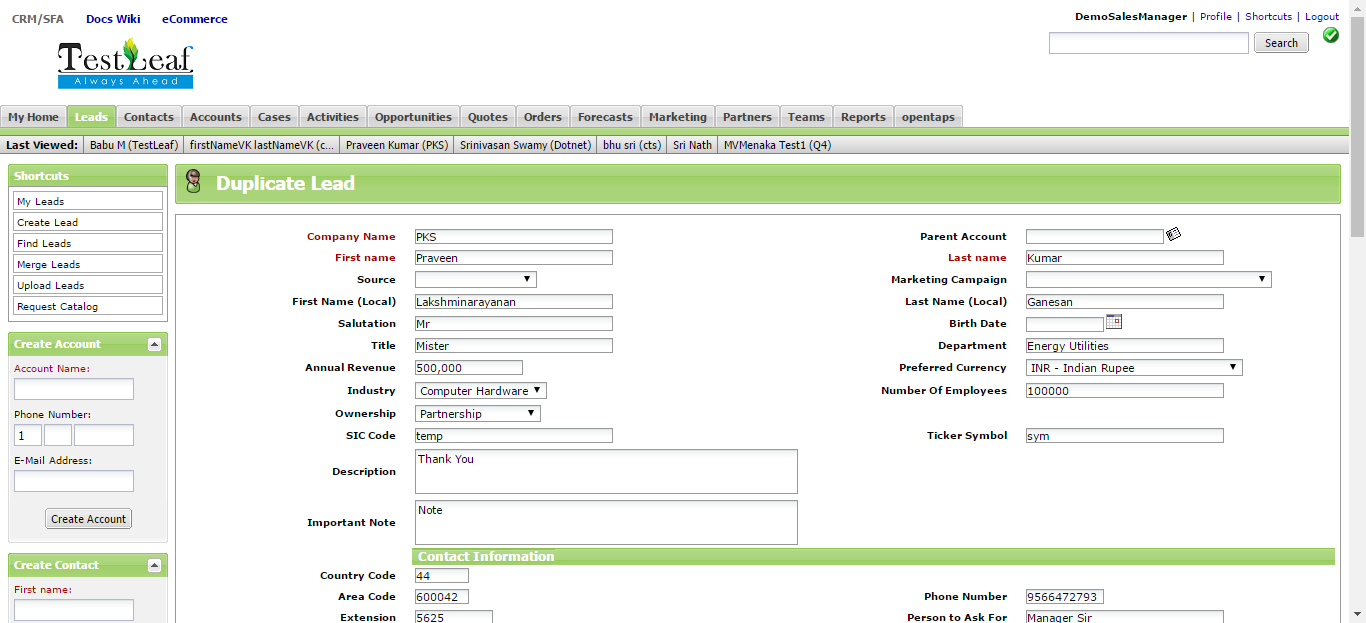 CRM/SFA Docs Wiki eCommerce
DemoSalesManager | Profile | Shortcuts | Logout
Search
TestLeaf
Always Ahead
My Home Leads Contacts Accounts Cases Activities Opportunities Quotes Orders Forecasts Marketing Partners Teams Reports opentaps
Last Viewed: Babu M (TestLeaf) firstNameVK lastNameVK (c... Praveen Kumar (PKS) Srinivasan Swamy (Dotnet) bhu sri (cts) Sri Nath MVMenaka Test1 (Q4)
Shortcuts
My Leads
Create Lead
Find Leads
Merge Leads
Upload Leads
Request Catalog
Create Account
Account Name:
Phone Number:
1
E-Mail Address:
Create Account
Create Contact
First name:
Duplicate Lead
Company Name PKS Parent Account
First name Praveen Last name Kumar
Source Marketing Campaign
First Name (Local) Lakshminarayanan Last Name (Local) Ganesan
Salutation Mr Birth Date
Title Mister Department Energy Utilities
Annual Revenue 500,000 Preferred Currency INR - Indian Rupee
Industry Computer Hardware Number Of Employees 100000
Ownership Partnership
SIC Code temp Ticker Symbol sym
Description Thank You
Important Note Note
Contact Information
Country Code 44
Area Code 600042 Phone Number 9566472793
Extension 5625 Person to Ask For Manager Sir